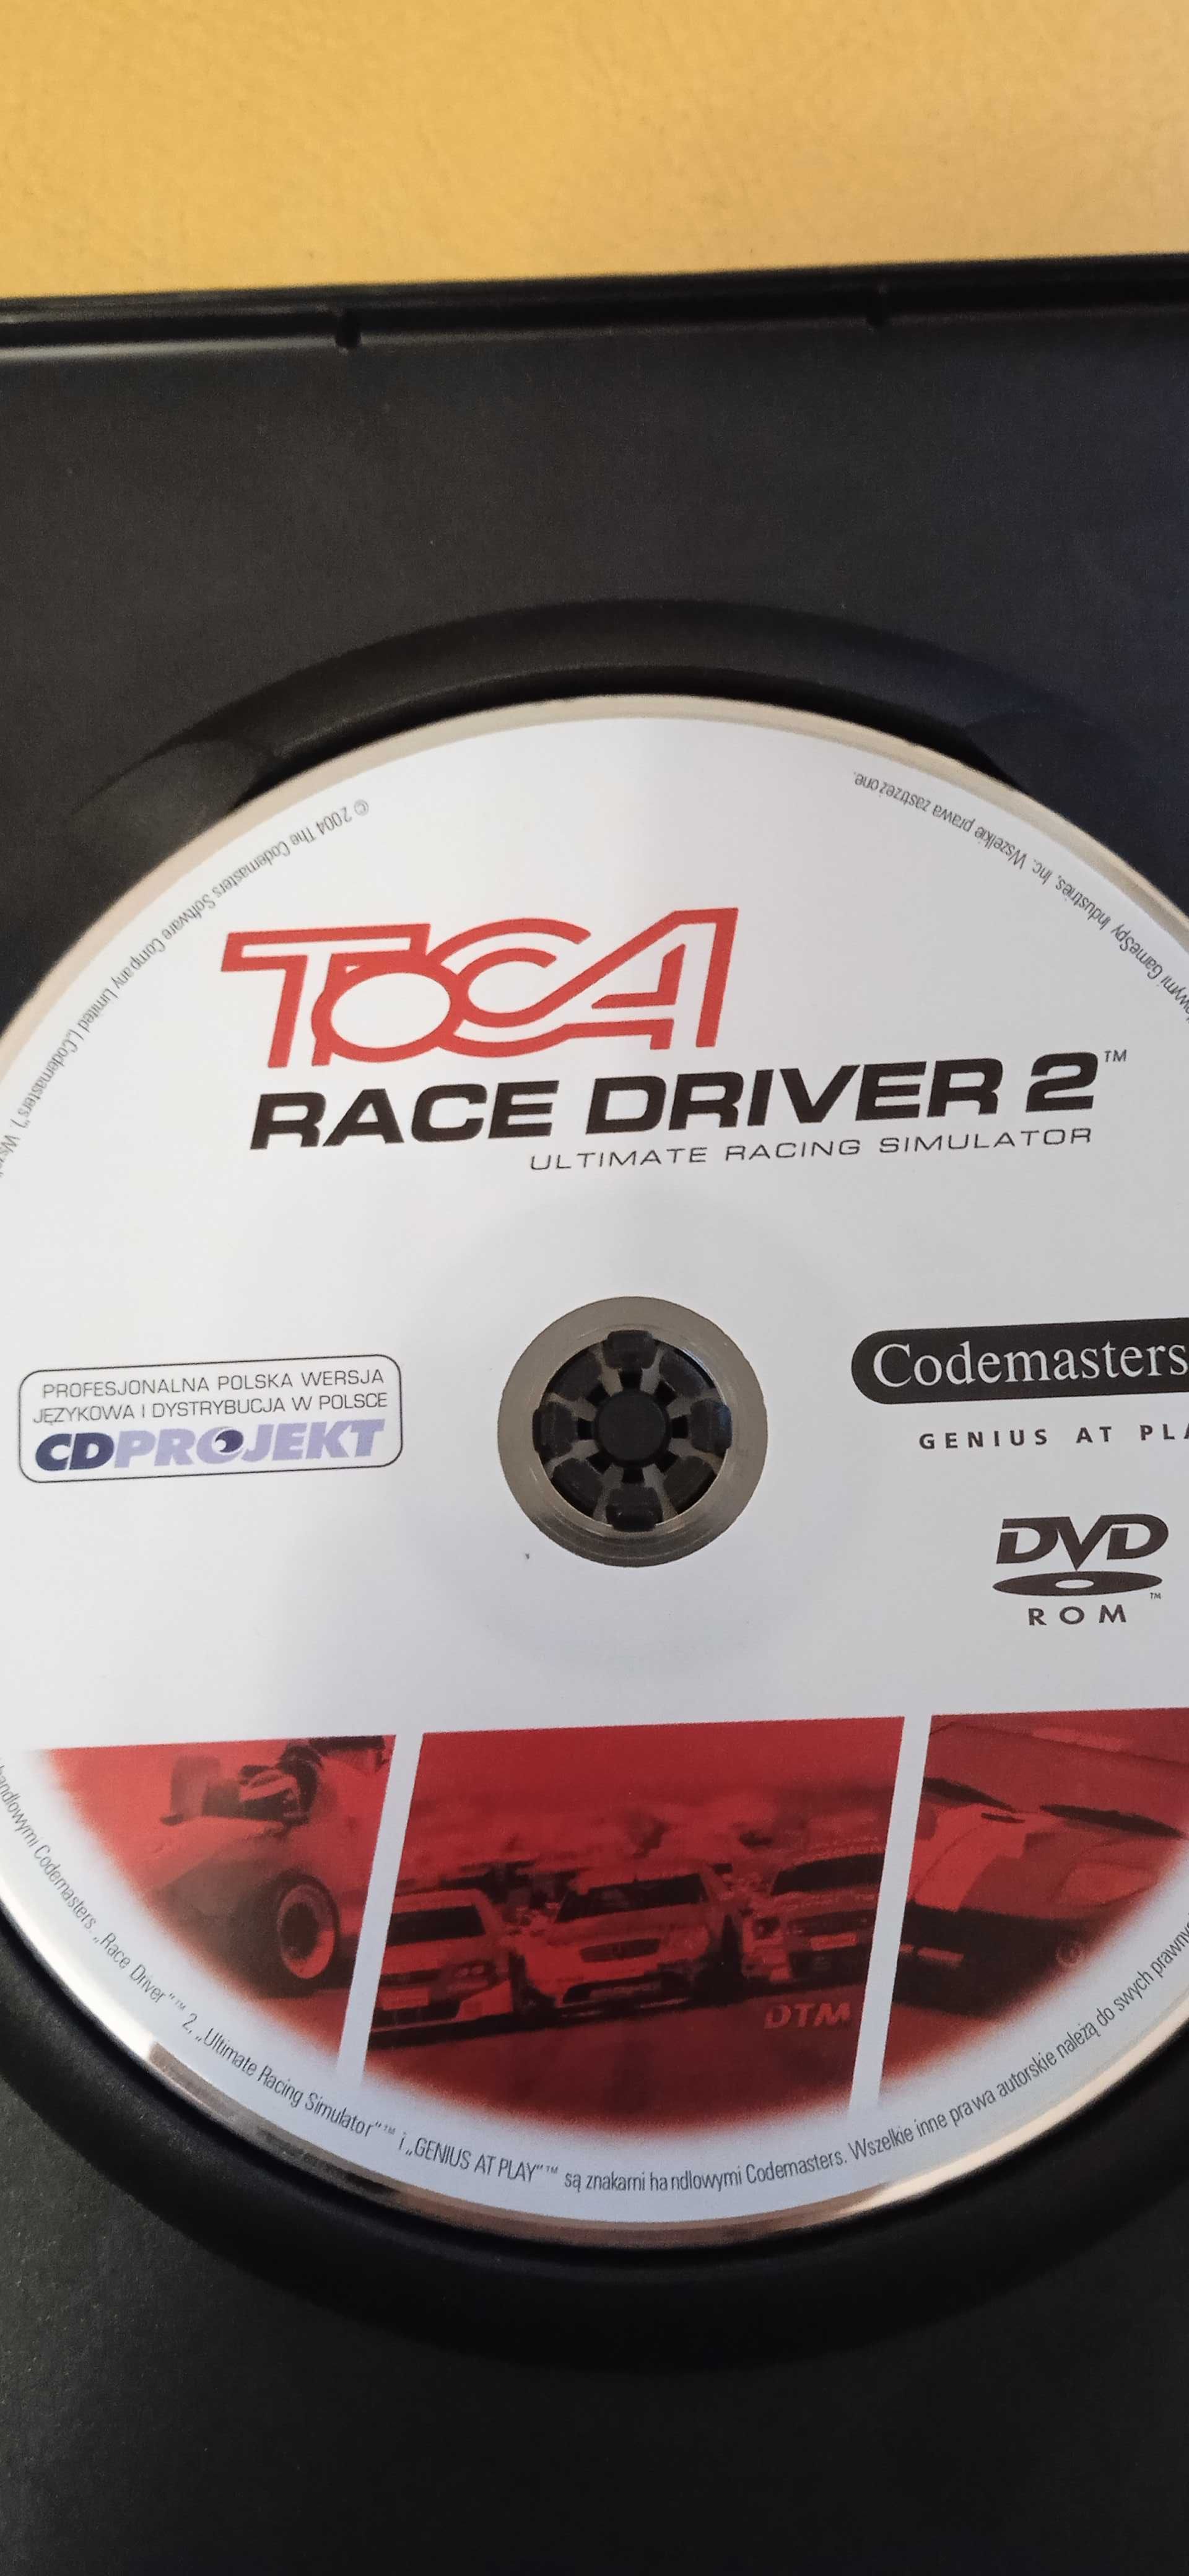 TOCA
RACE DRIVER 2™
ULTIMATE RACING SIMULATOR
PROFESJONALNA POLSKA WERSJA
JĘZYKOWA I DYSTRYBUCJA W POLSCE
CDPROJEKT
Codemasters
GENIUS AT PLA
DVD
™
ROM
DTM
© 2004 The Codemasters Software Company Limited („Codemasters”).
handlowymi Codemasters. „Race Driver”™ 2, „Ultimate Racing Simulator”™ i „GENIUS AT PLAY”™ są znakami handlowymi Codemasters. Wszelkie inne prawa autorskie należą do swych prawnych
GameSpy Industries, Inc. Wszelkie prawa zastrzeżone.